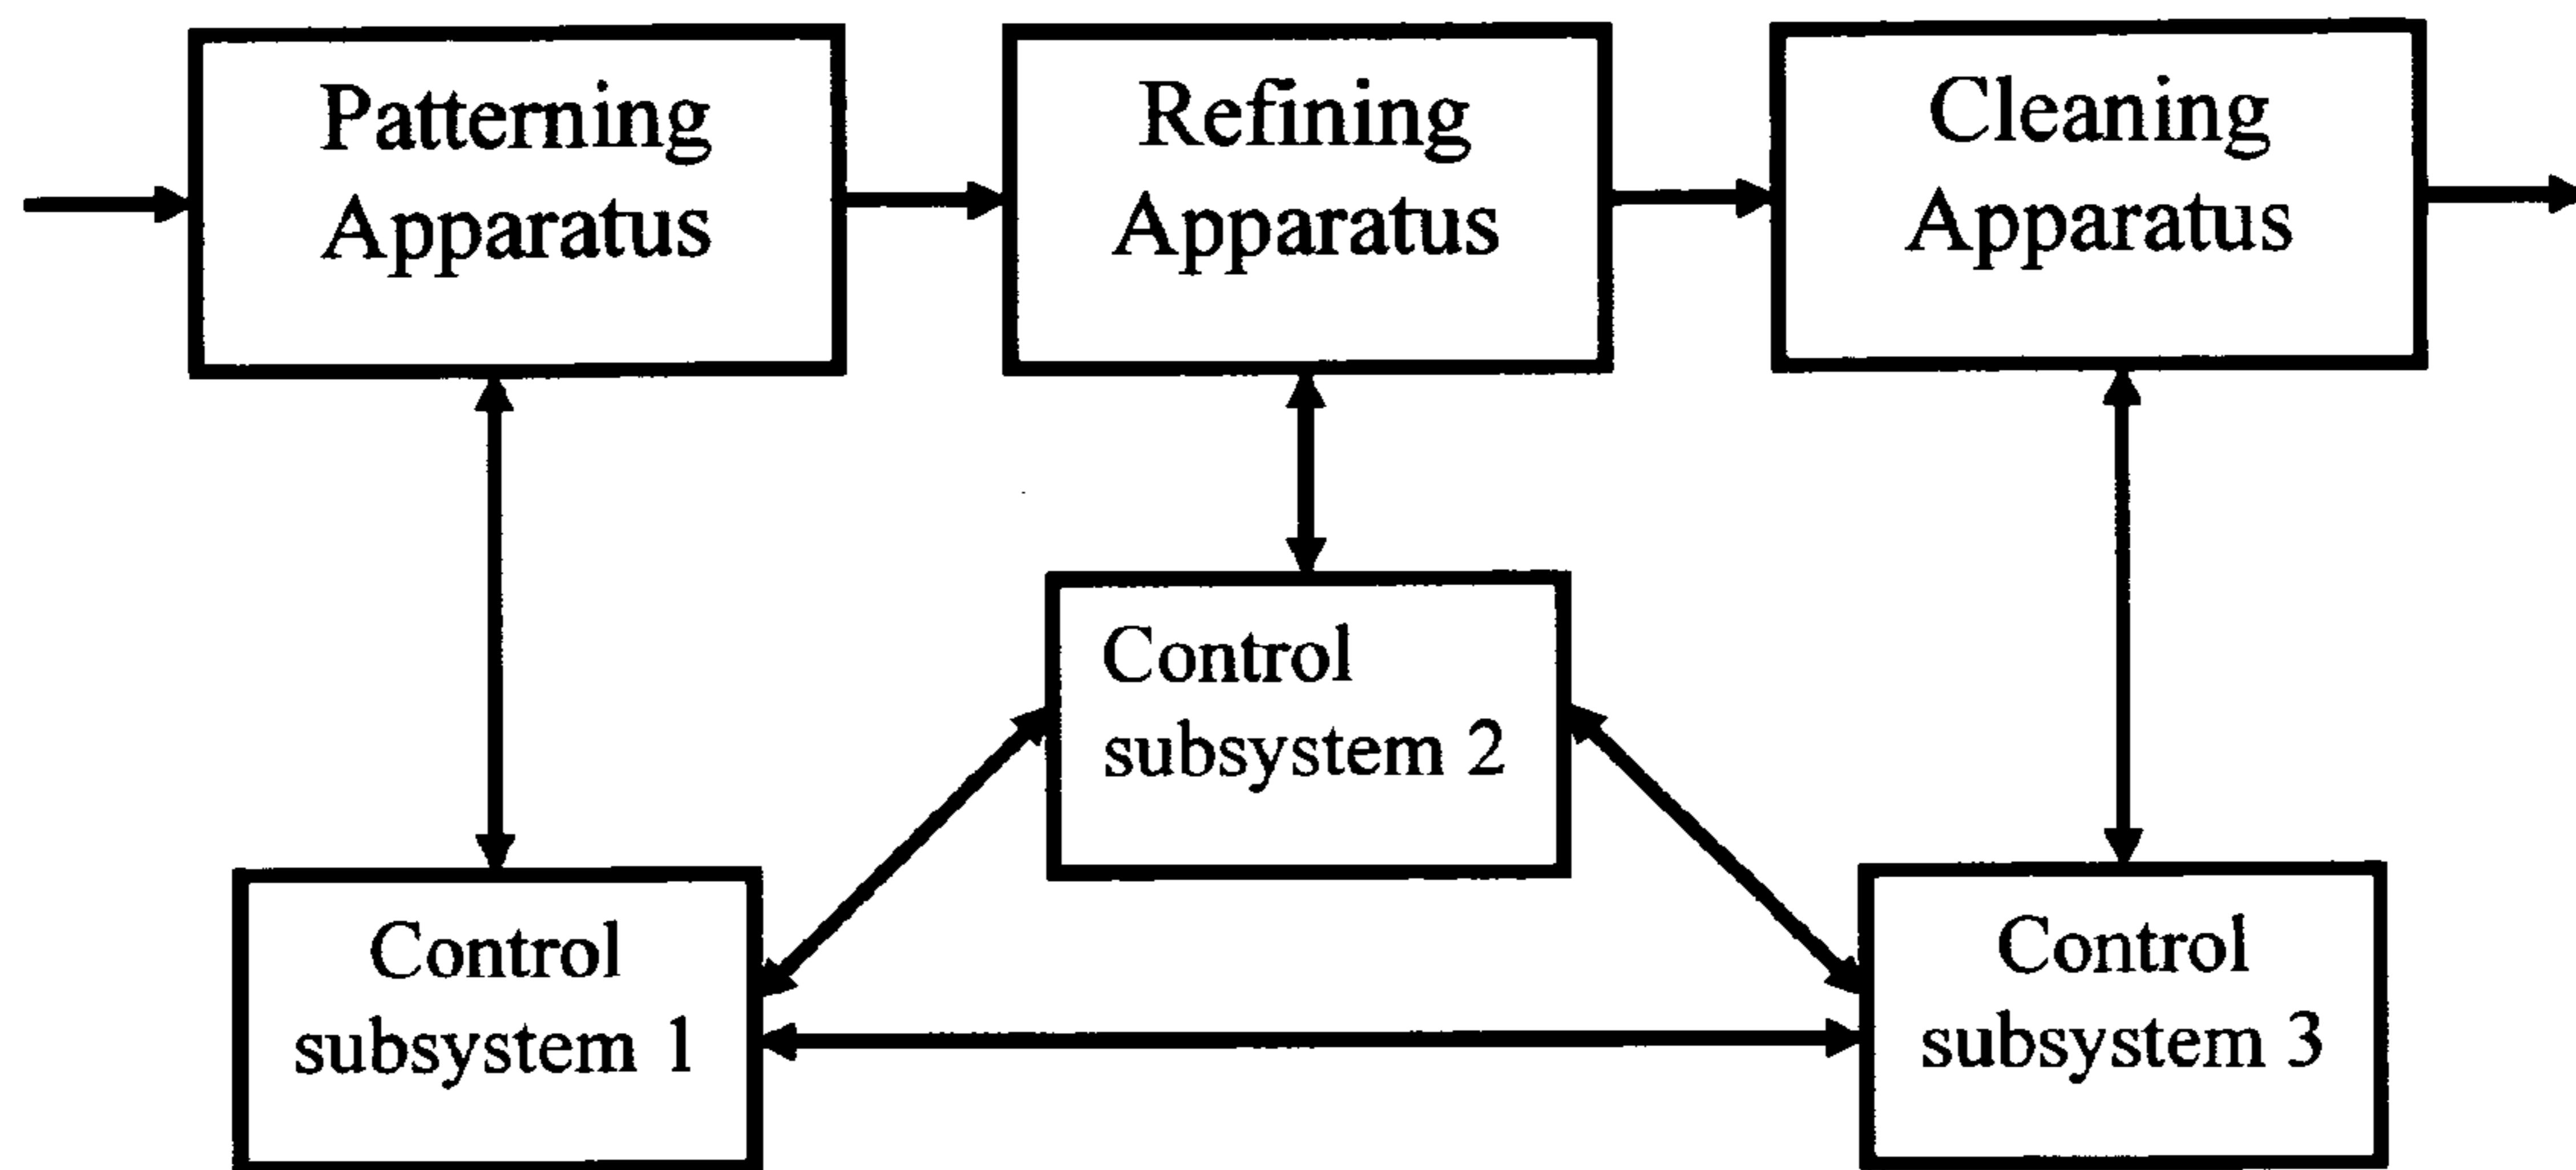 Patterning
Apparatus
Refining
Apparatus
Cleaning
Apparatus
Control
subsystem 2
Control
subsystem 1
Control
subsystem 3